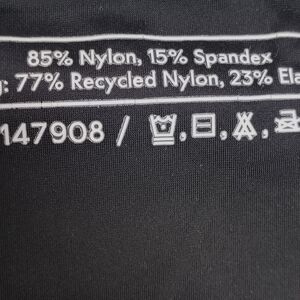 85% Nylon, 15% Spandex
g: 77% Recycled Nylon, 23% Ela
147908 /